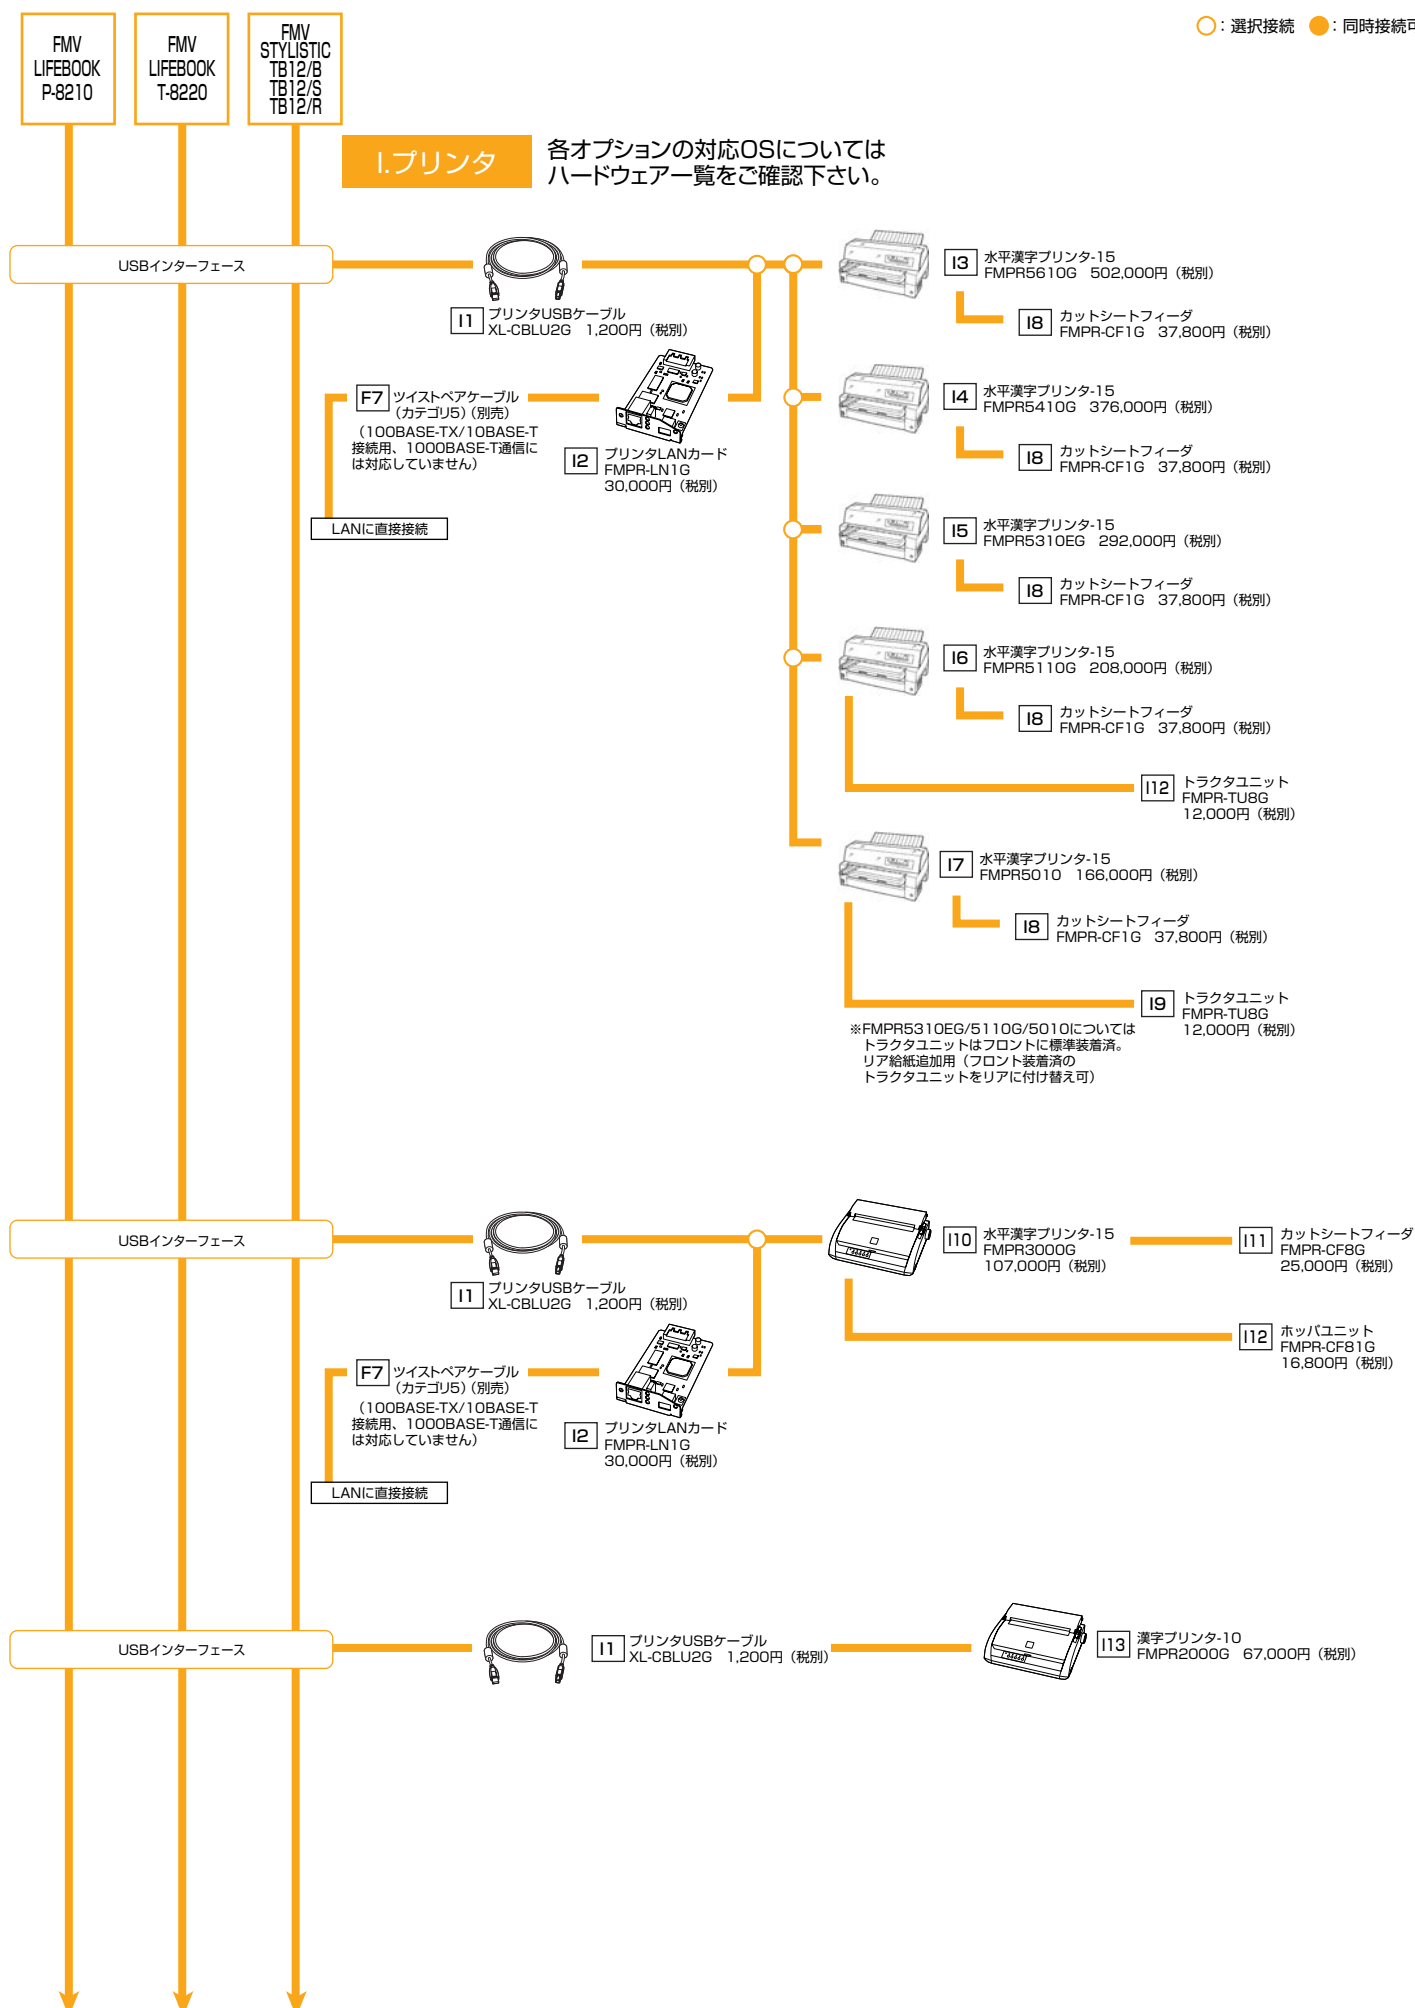 ○：選択接続 ●：同時接続可
FMV
LIFEBOOK
P-8210
FMV
LIFEBOOK
T-8220
FMV
STYLISTIC
TB12/B
TB12/S
TB12/R
I.プリンタ
各オプションの対応OSについては
ハードウェア一覧をご確認下さい。
USBインターフェース
I1 プリンタUSBケーブル
XL-CBLU2G 1,200円（税別）
F7 ツイストペアケーブル
（カテゴリ5）（別売）
（100BASE-TX/10BASE-T
接続用、1000BASE-T通信に
は対応していません）
LANに直接接続
I2 プリンタLANカード
FMPR-LN1G
30,000円（税別）
I3 水平漢字プリンタ-15
FMPR5610G 502,000円（税別）
I8 カットシートフィーダ
FMPR-CF1G 37,800円（税別）
I4 水平漢字プリンタ-15
FMPR5410G 376,000円（税別）
I8 カットシートフィーダ
FMPR-CF1G 37,800円（税別）
I5 水平漢字プリンタ-15
FMPR5310EG 292,000円（税別）
I8 カットシートフィーダ
FMPR-CF1G 37,800円（税別）
I6 水平漢字プリンタ-15
FMPR5110G 208,000円（税別）
I8 カットシートフィーダ
FMPR-CF1G 37,800円（税別）
I12 トラクタユニット
FMPR-TU8G
12,000円（税別）
I7 水平漢字プリンタ-15
FMPR5010 166,000円（税別）
I8 カットシートフィーダ
FMPR-CF1G 37,800円（税別）
I9 トラクタユニット
FMPR-TU8G
12,000円（税別）
※FMPR5310EG/5110G/5010については
トラクタユニットはフロントに標準装着済。
リア給紙追加用（フロント装着済の
トラクタユニットをリアに付け替え可）
USBインターフェース
I1 プリンタUSBケーブル
XL-CBLU2G 1,200円（税別）
F7 ツイストペアケーブル
（カテゴリ5）（別売）
（100BASE-TX/10BASE-T
接続用、1000BASE-T通信に
は対応していません）
LANに直接接続
I2 プリンタLANカード
FMPR-LN1G
30,000円（税別）
I10 水平漢字プリンタ-15
FMPR3000G
107,000円（税別）
I11 カットシートフィーダ
FMPR-CF8G
25,000円（税別）
I12 ホッパユニット
FMPR-CF81G
16,800円（税別）
USBインターフェース
I1 プリンタUSBケーブル
XL-CBLU2G 1,200円（税別）
I13 漢字プリンタ-10
FMPR2000G 67,000円（税別）